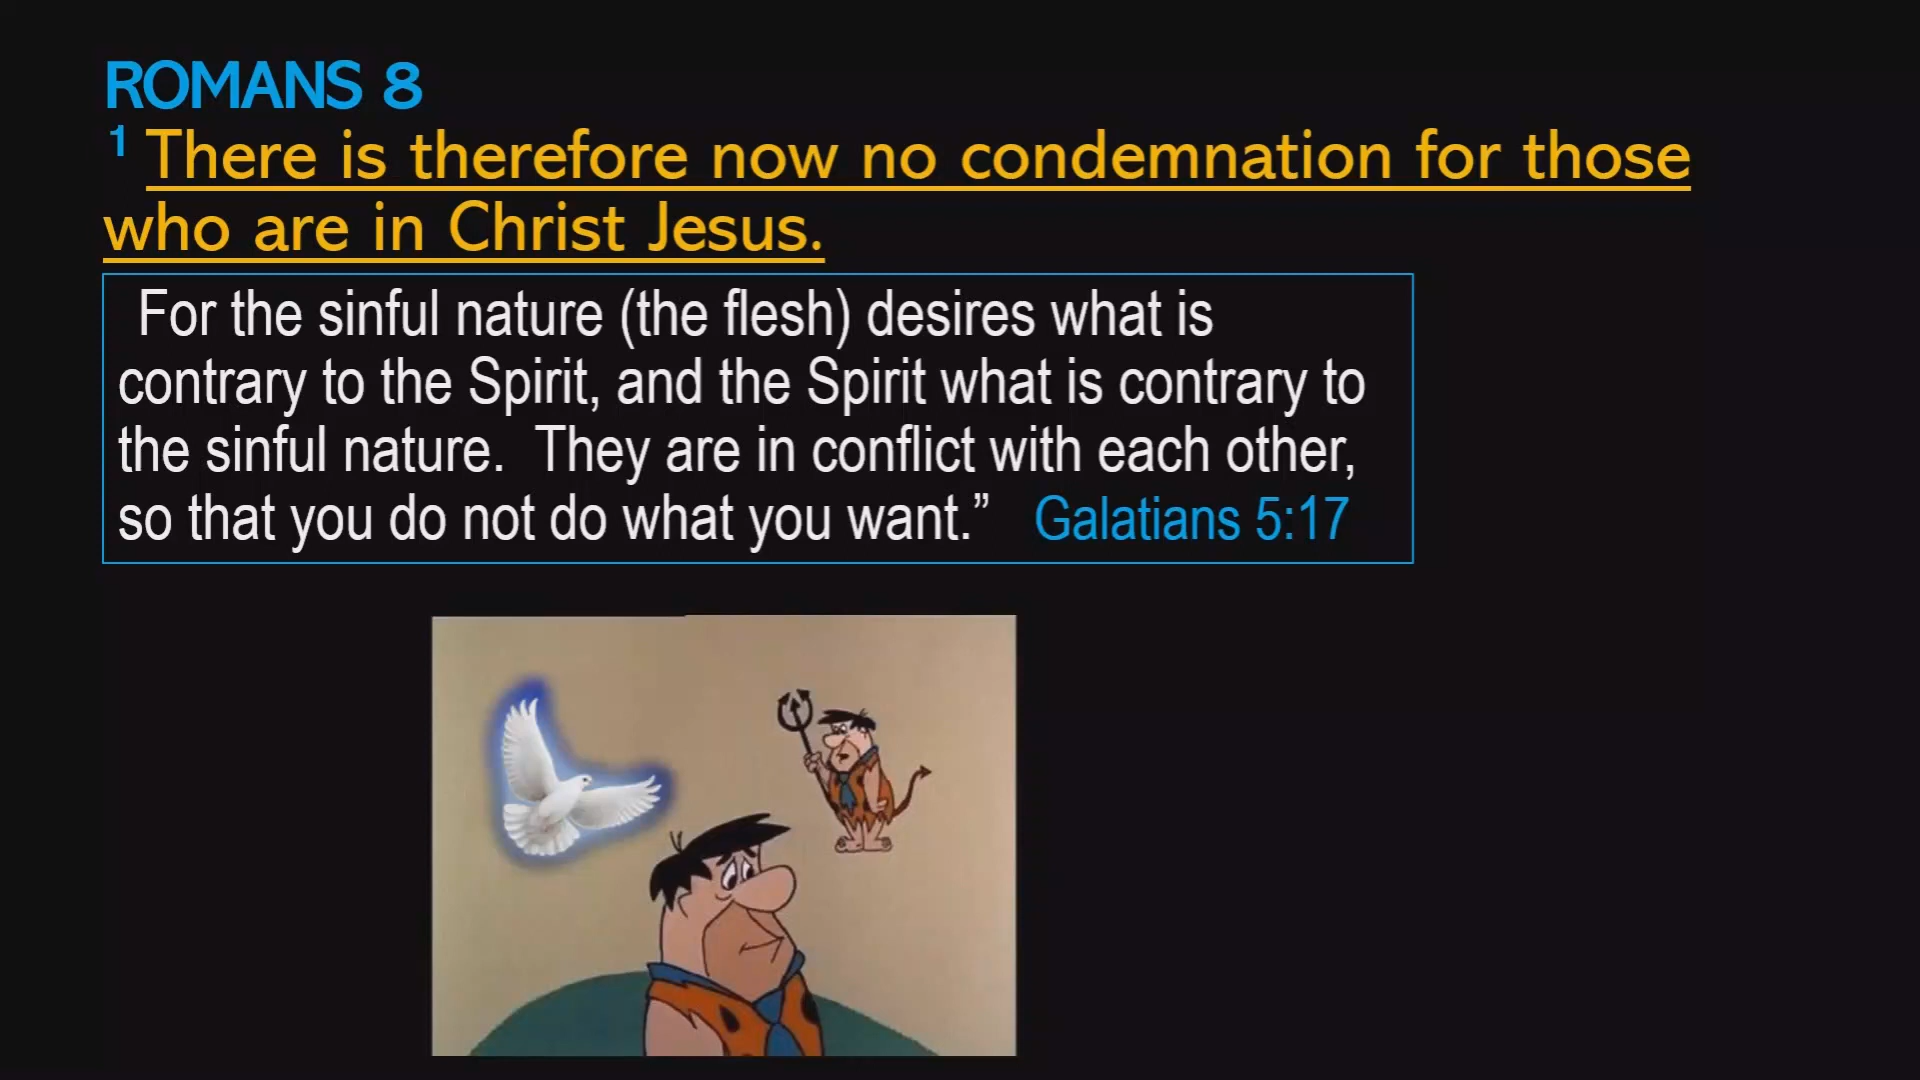 ROMANS 8
1 There is therefore now no condemnation for those
who are in Christ Jesus.
For the sinful nature (the flesh) desires what is
contrary to the Spirit, and the Spirit what is contrary to
the sinful nature.  They are in conflict with each other,
so that you do not do what you want.”   Galatians 5:17